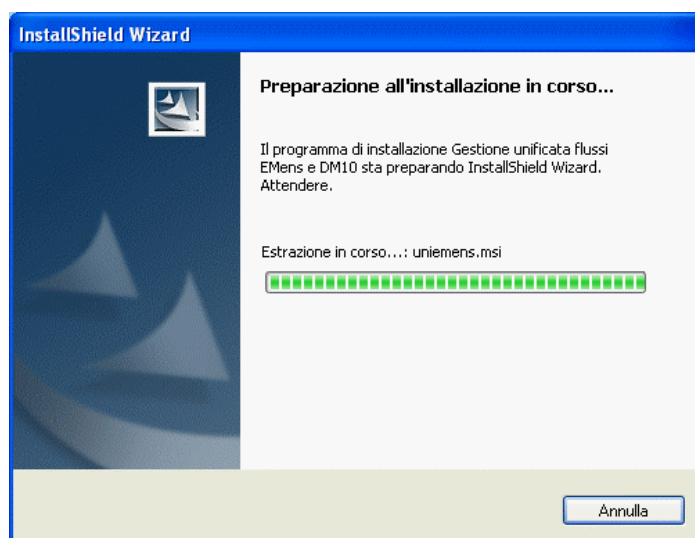 InstallShield Wizard
Preparazione all'installazione in corso...
Il programma di installazione Gestione unificata flussi
EMens e DM10 sta preparando InstallShield Wizard.
Attendere.
Estrazione in corso...: uniemens.msi
Annulla